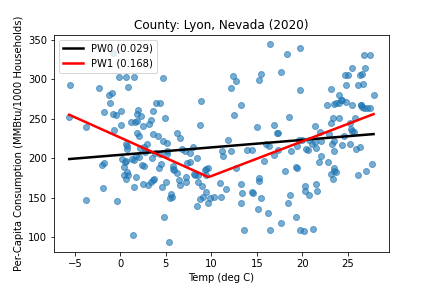 County: Lyon, Nevada (2020)
PW0 (0.029)
PW1 (0.168)
Per-Capita Consumption (MMBtu/1000 Households)
350
300
250
200
150
100
−5
0
5
10
15
20
25
Temp (deg C)